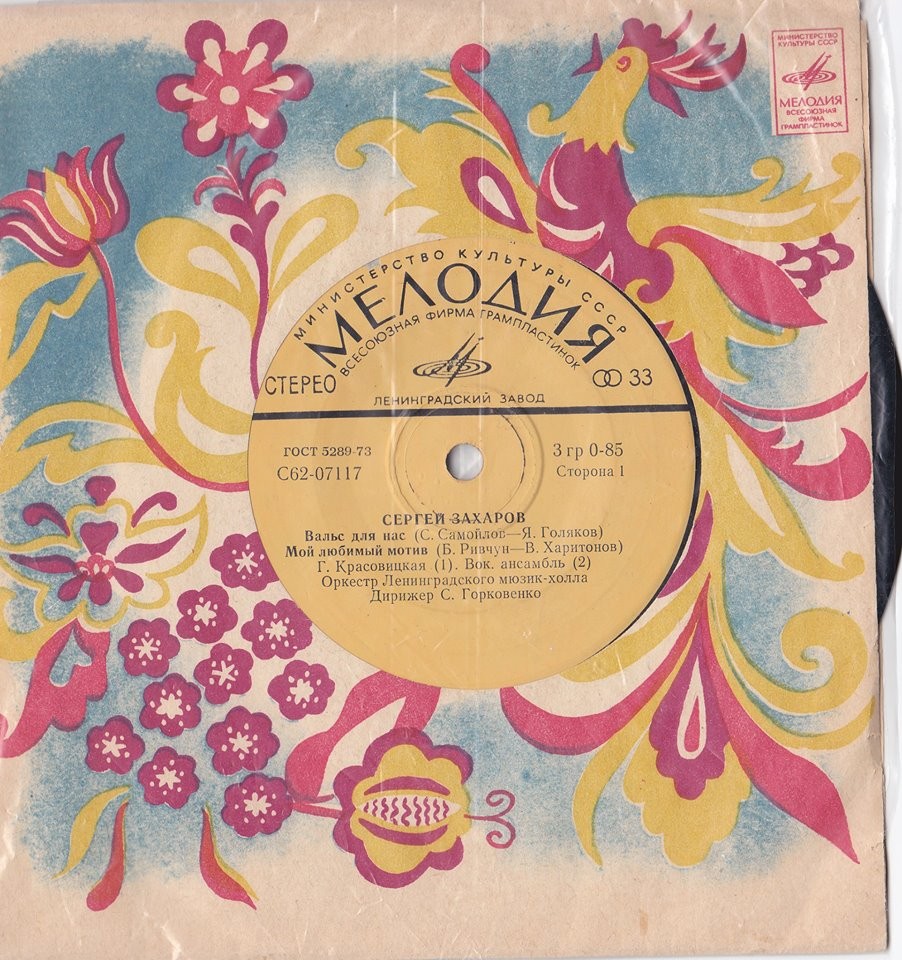 МИНИСТЕРСТВО
КУЛЬТУРЫ СССР
МЕЛОДИЯ
ВСЕСОЮЗНАЯ
ФИРМА
ГРАМПЛАСТИНОК
МИНИСТЕРСТВО КУЛЬТУРЫ СССР
МЕЛОДИЯ
ВСЕСОЮЗНАЯ ФИРМА ГРАМПЛАСТИНОК
СТЕРЕО
33
ЛЕНИНГРАДСКИЙ ЗАВОД
ГОСТ 5289-73
3 гр 0-85
С62-07117
Сторона 1
СЕРГЕЙ ЗАХАРОВ
Вальс для нас (С. Самойлов—Я. Голяков)
Мой любимый мотив (Б. Ривчун—В. Харитонов)
Г. Красовицкая (1). Вок. ансамбль (2)
Оркестр Ленинградского мюзик-холла
Дирижер С. Горковенко